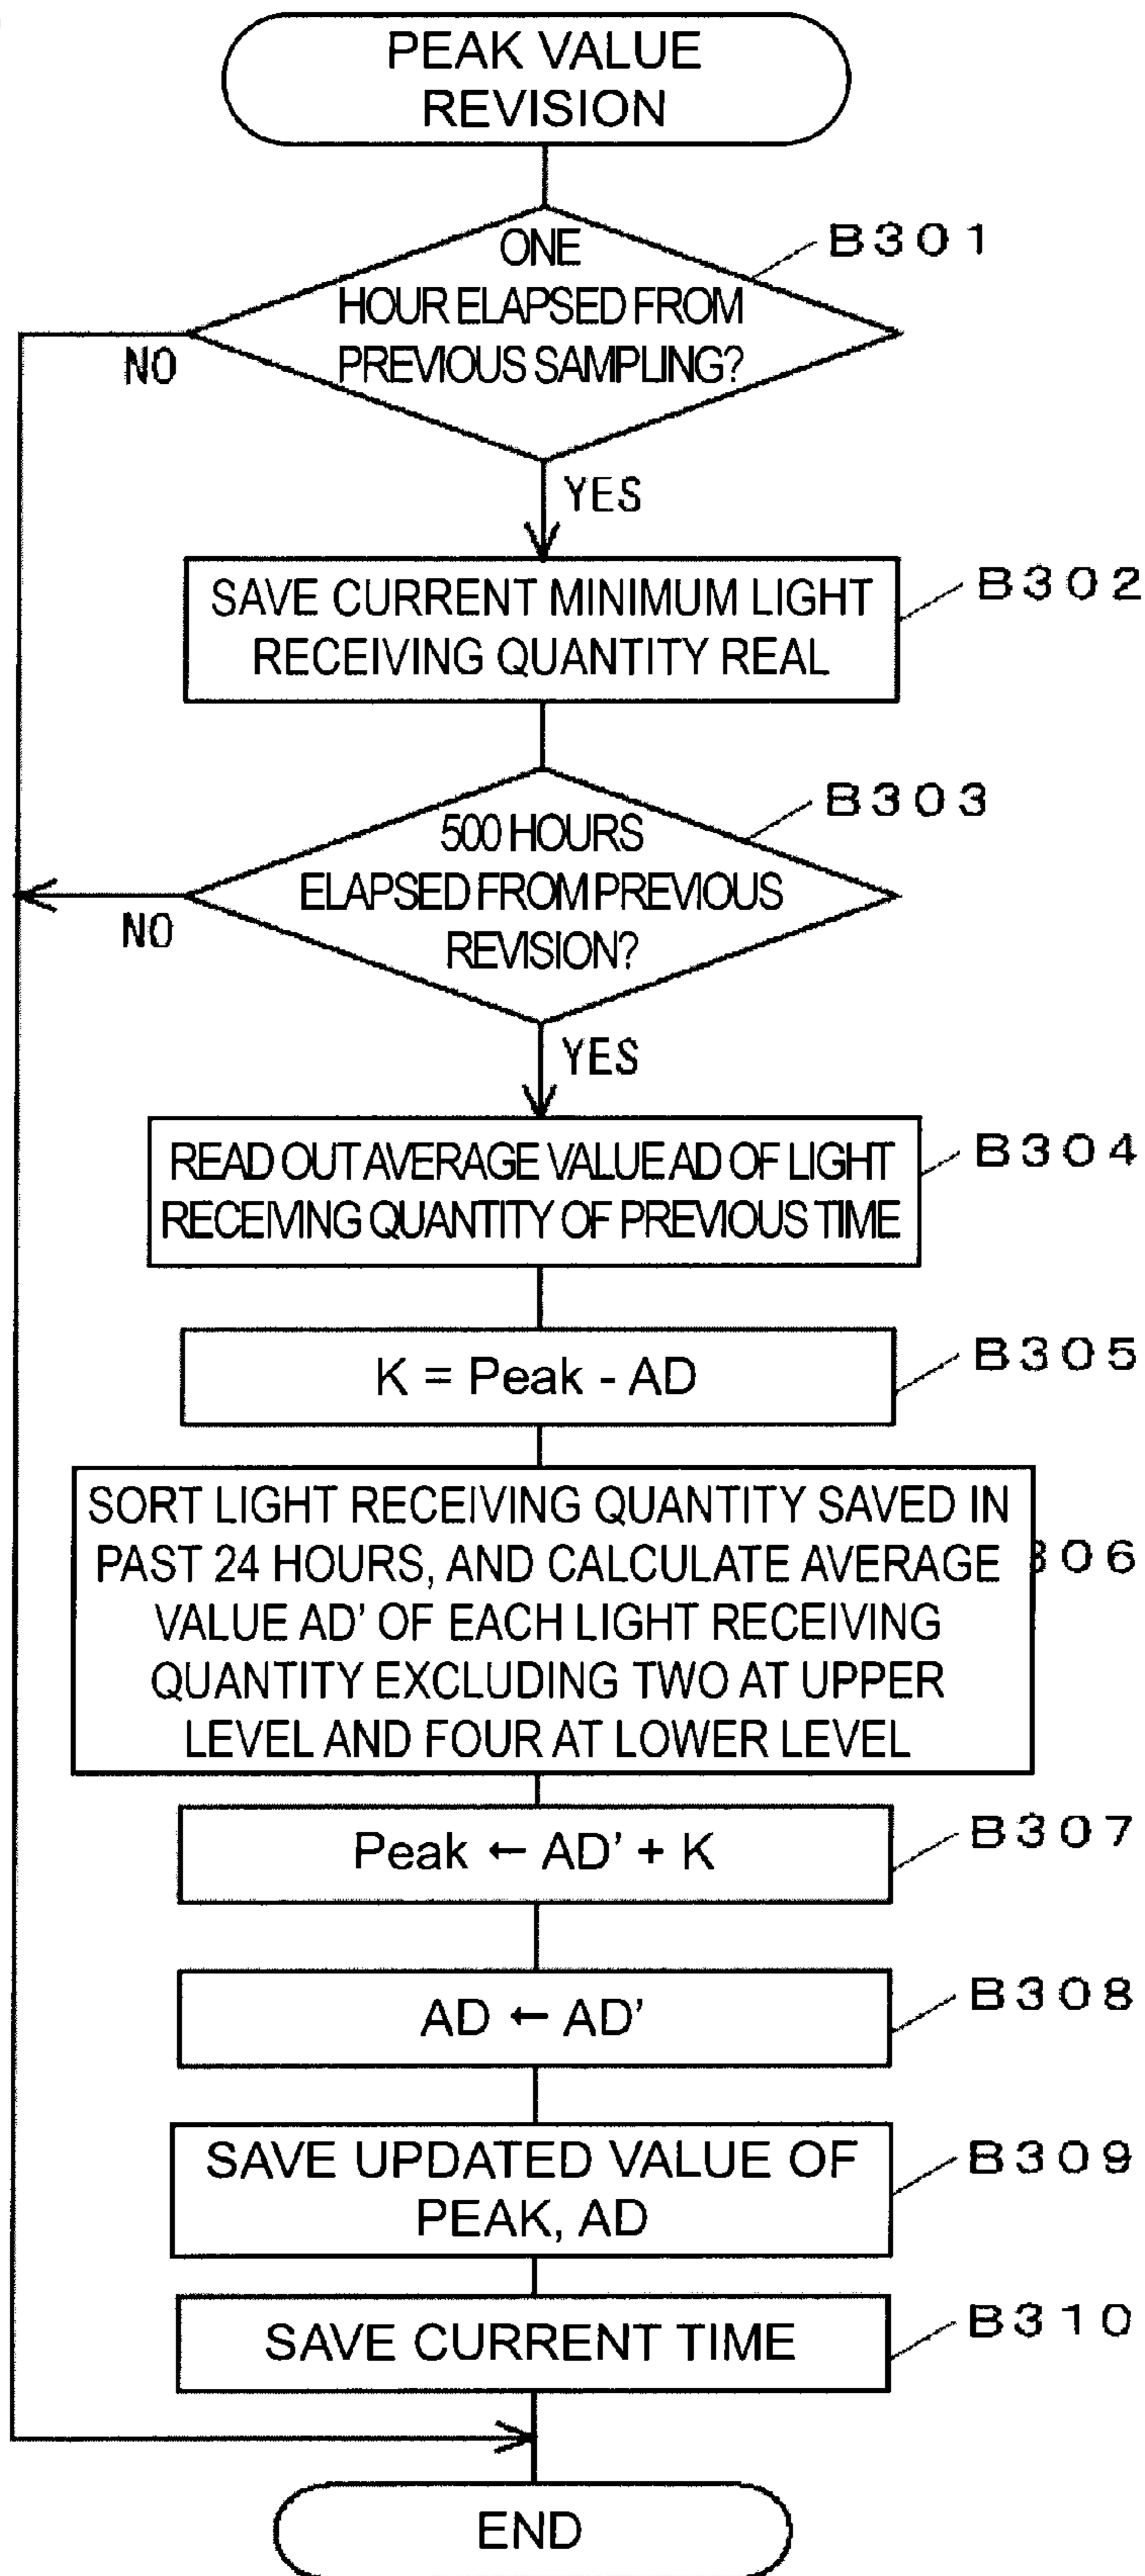 PEAK VALUE
REVISION
ONE
HOUR ELAPSED FROM
PREVIOUS SAMPLING?
B301
NO
YES
SAVE CURRENT MINIMUM LIGHT
RECEIVING QUANTITY REAL
B302
500 HOURS
ELAPSED FROM PREVIOUS
REVISION?
B303
NO
YES
READ OUT AVERAGE VALUE AD OF LIGHT
RECEIVING QUANTITY OF PREVIOUS TIME
B304
K = Peak - AD
B305
SORT LIGHT RECEIVING QUANTITY SAVED IN
PAST 24 HOURS, AND CALCULATE AVERAGE
VALUE AD' OF EACH LIGHT RECEIVING
QUANTITY EXCLUDING TWO AT UPPER
LEVEL AND FOUR AT LOWER LEVEL
306
Peak ← AD' + K
B307
AD ← AD'
B308
SAVE UPDATED VALUE OF
PEAK, AD
B309
SAVE CURRENT TIME
B310
END